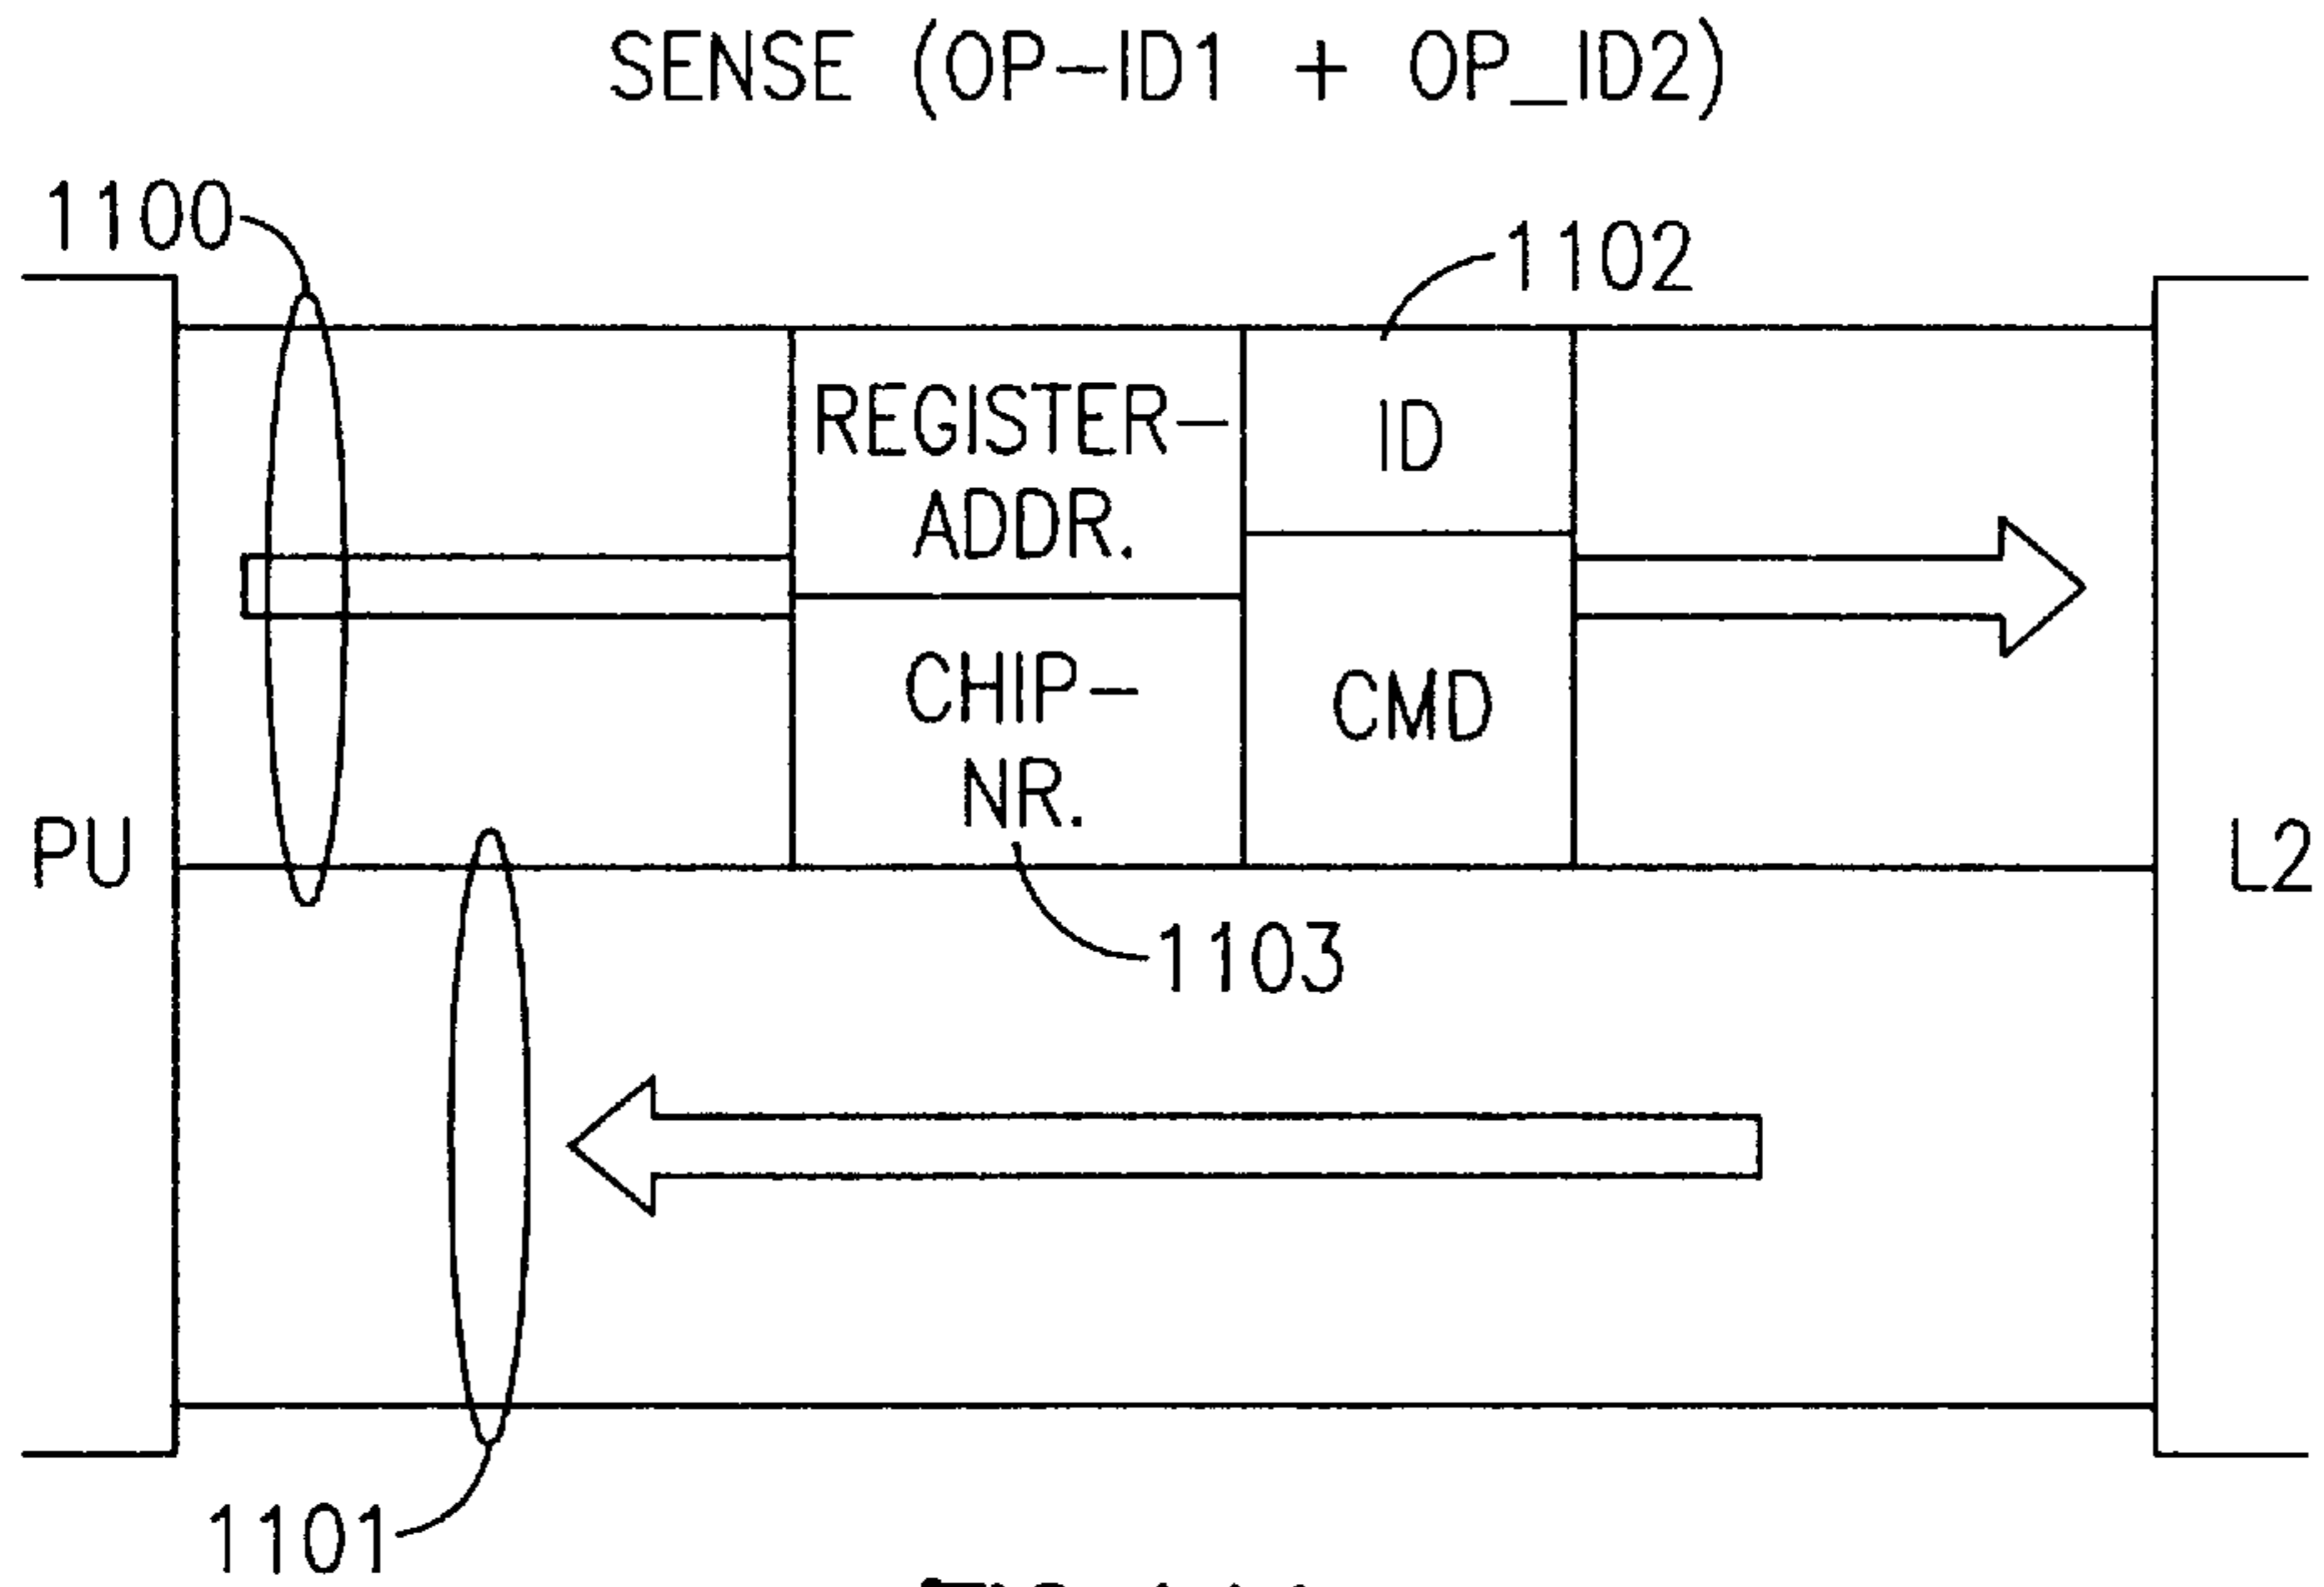 SENSE (OP-ID1 + OP_ID2)
1100
1102
REGISTER-
ADDR.
ID
CHIP-
NR.
CMD
PU
L2
1103
1101